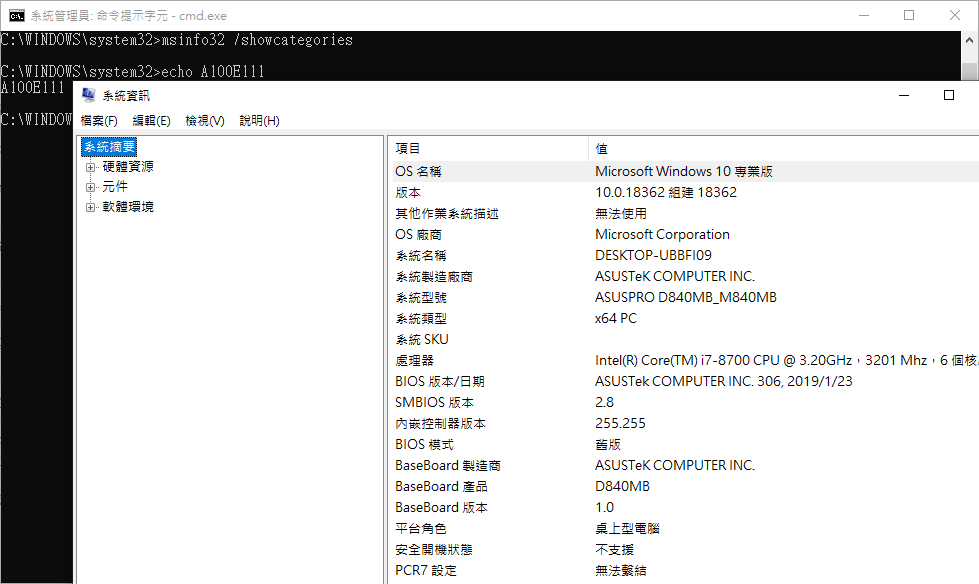 系統管理員: 命令提示字元 - cmd.exe
C:\WINDOWS\system32>msinfo32 /showcategories
C:\WINDOWS\system32>echo A100E111
A100E111
C:\WINDOW
系統資訊
檔案(F) 編輯(E) 檢視(V) 說明(H)
系統摘要
硬體資源
元件
軟體環境
項目 值
OS 名稱 Microsoft Windows 10 專業版
版本 10.0.18362 組建 18362
其他作業系統描述 無法使用
OS 廠商 Microsoft Corporation
系統名稱 DESKTOP-UBBFI09
系統製造廠商 ASUSTeK COMPUTER INC.
系統型號 ASUSPRO D840MB_M840MB
系統類型 x64 PC
系統 SKU
處理器 Intel(R) Core(TM) i7-8700 CPU @ 3.20GHz，3201 Mhz，6 個核
BIOS 版本/日期 ASUSTek COMPUTER INC. 306, 2019/1/23
SMBIOS 版本 2.8
內嵌控制器版本 255.255
BIOS 模式 舊版
BaseBoard 製造商 ASUSTeK COMPUTER INC.
BaseBoard 產品 D840MB
BaseBoard 版本 1.0
平台角色 桌上型電腦
安全開機狀態 不支援
PCR7 設定 無法繫結